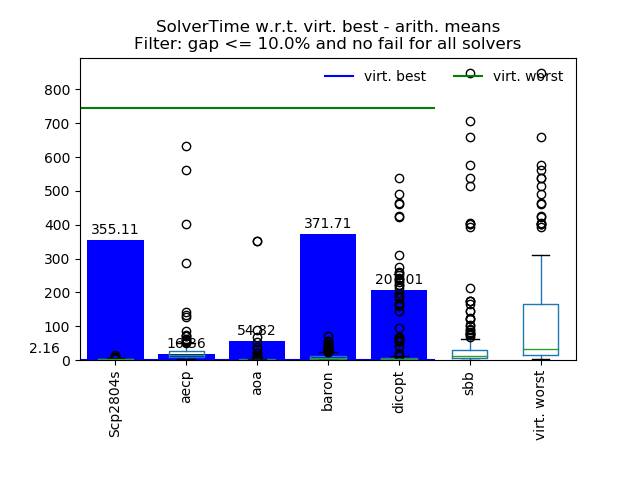 SolverTime w.r.t. virt. best - arith. means
Filter: gap <= 10.0% and no fail for all solvers
virt. best
virt. worst
800
700
600
500
400
300
200
100
0
2.16
355.11
54.32
371.71
Scp2804s
aecp
aoa
baron
dicopt
sbb
virt. worst